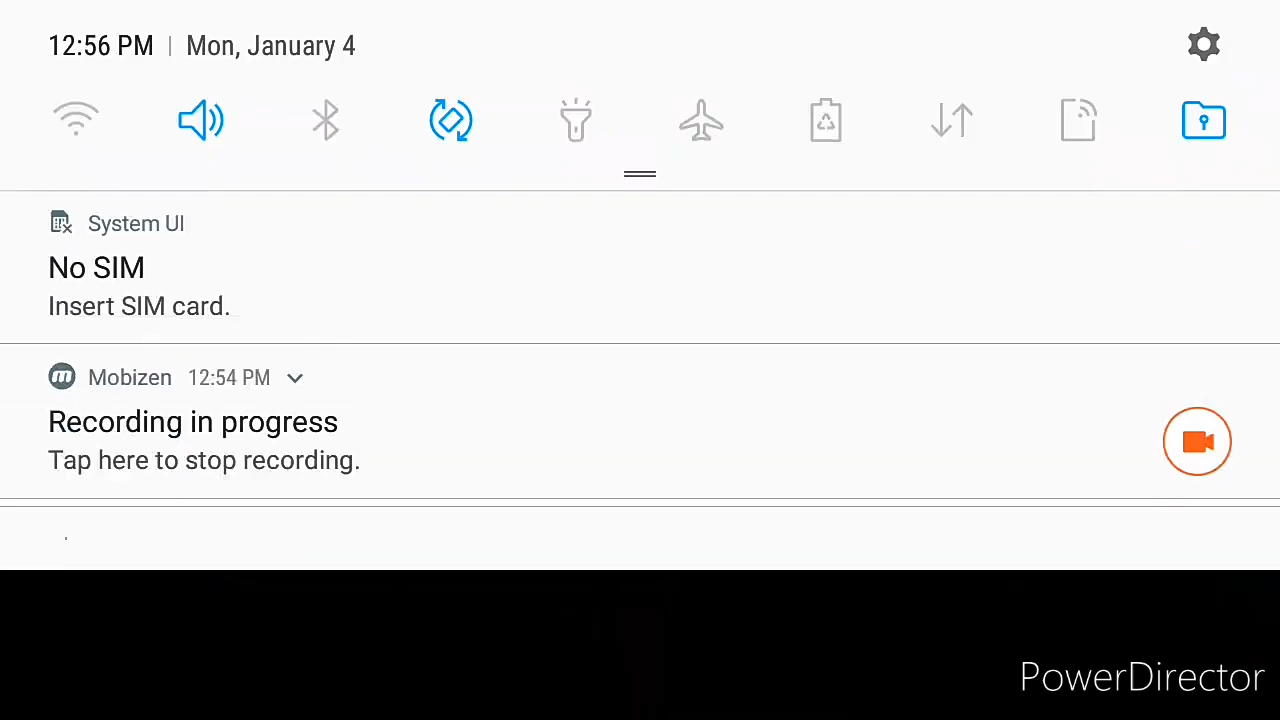 12:56 PM | Mon, January 4
System UI
No SIM
Insert SIM card.
Mobizen 12:54 PM
Recording in progress
Tap here to stop recording.
PowerDirector